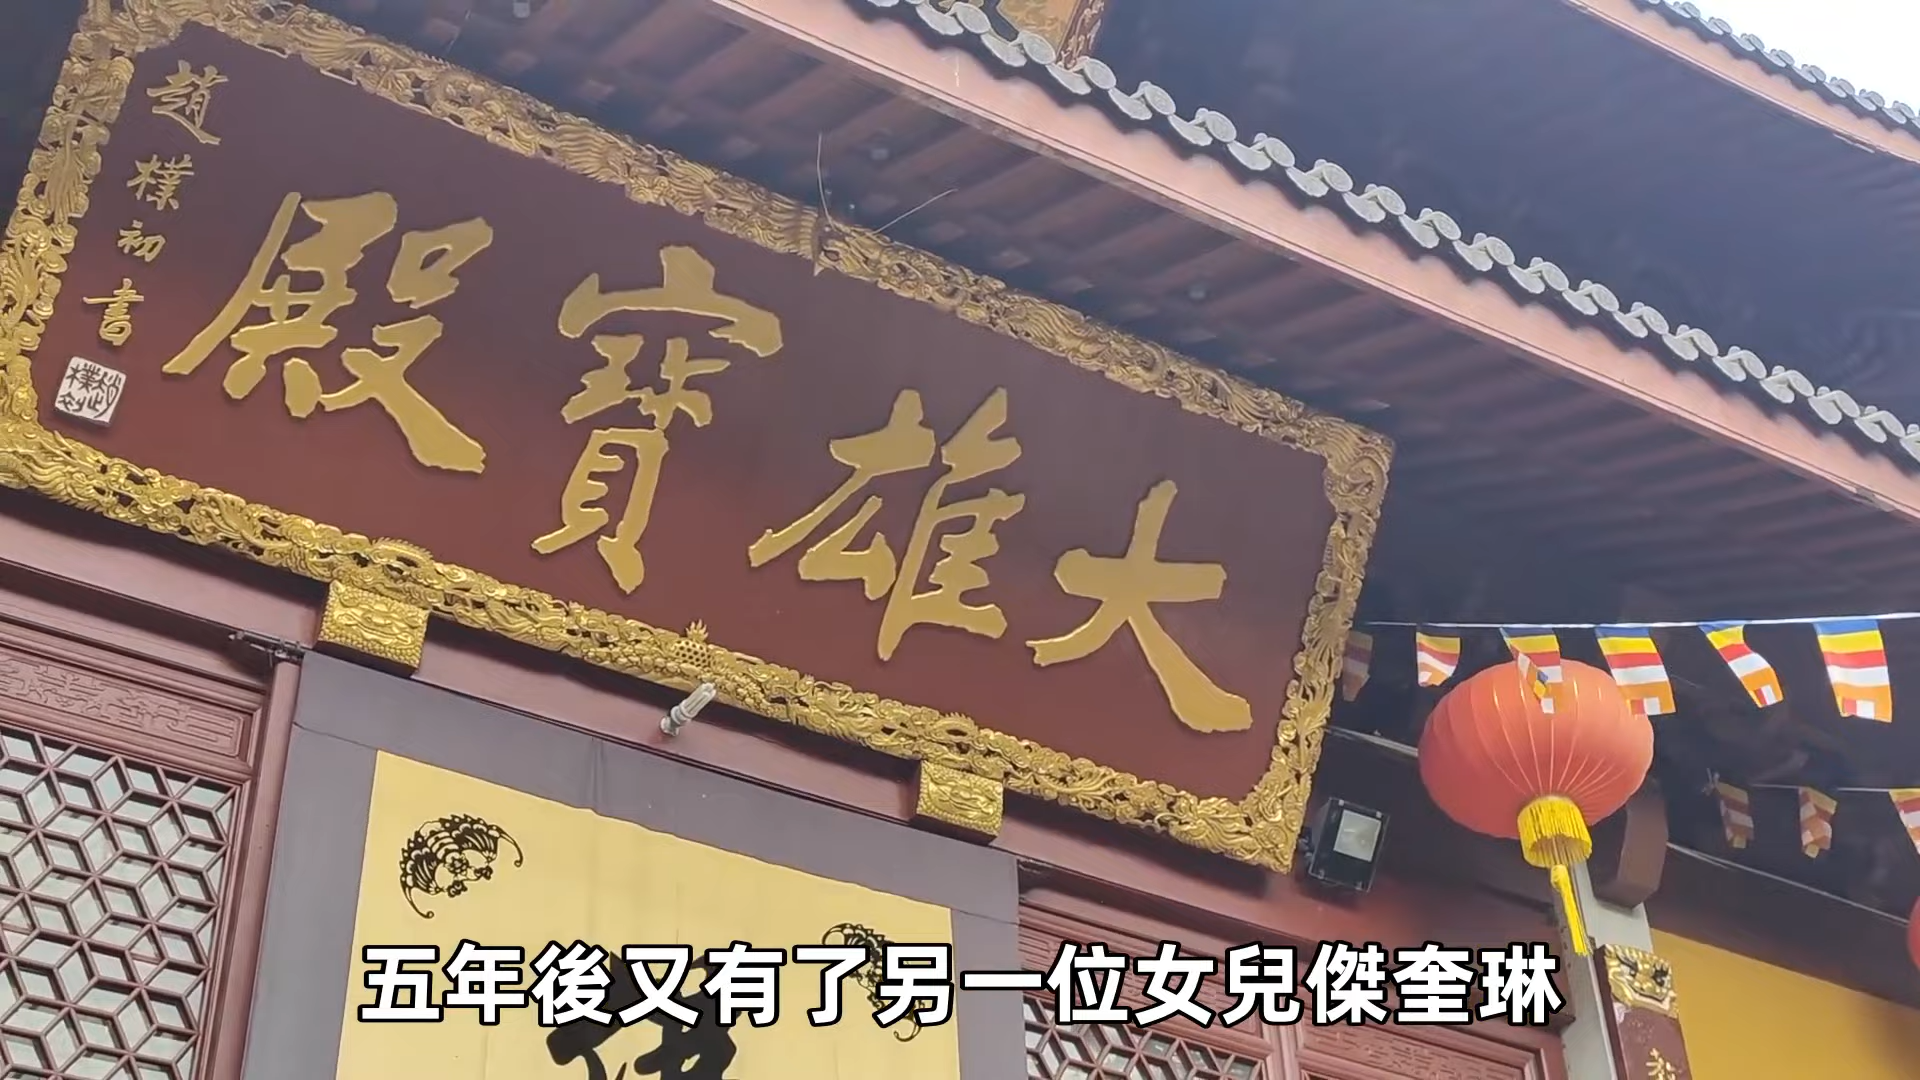 大雄寶殿
趙樸初書
佛
五年後又有了另一位女兒傑奎琳